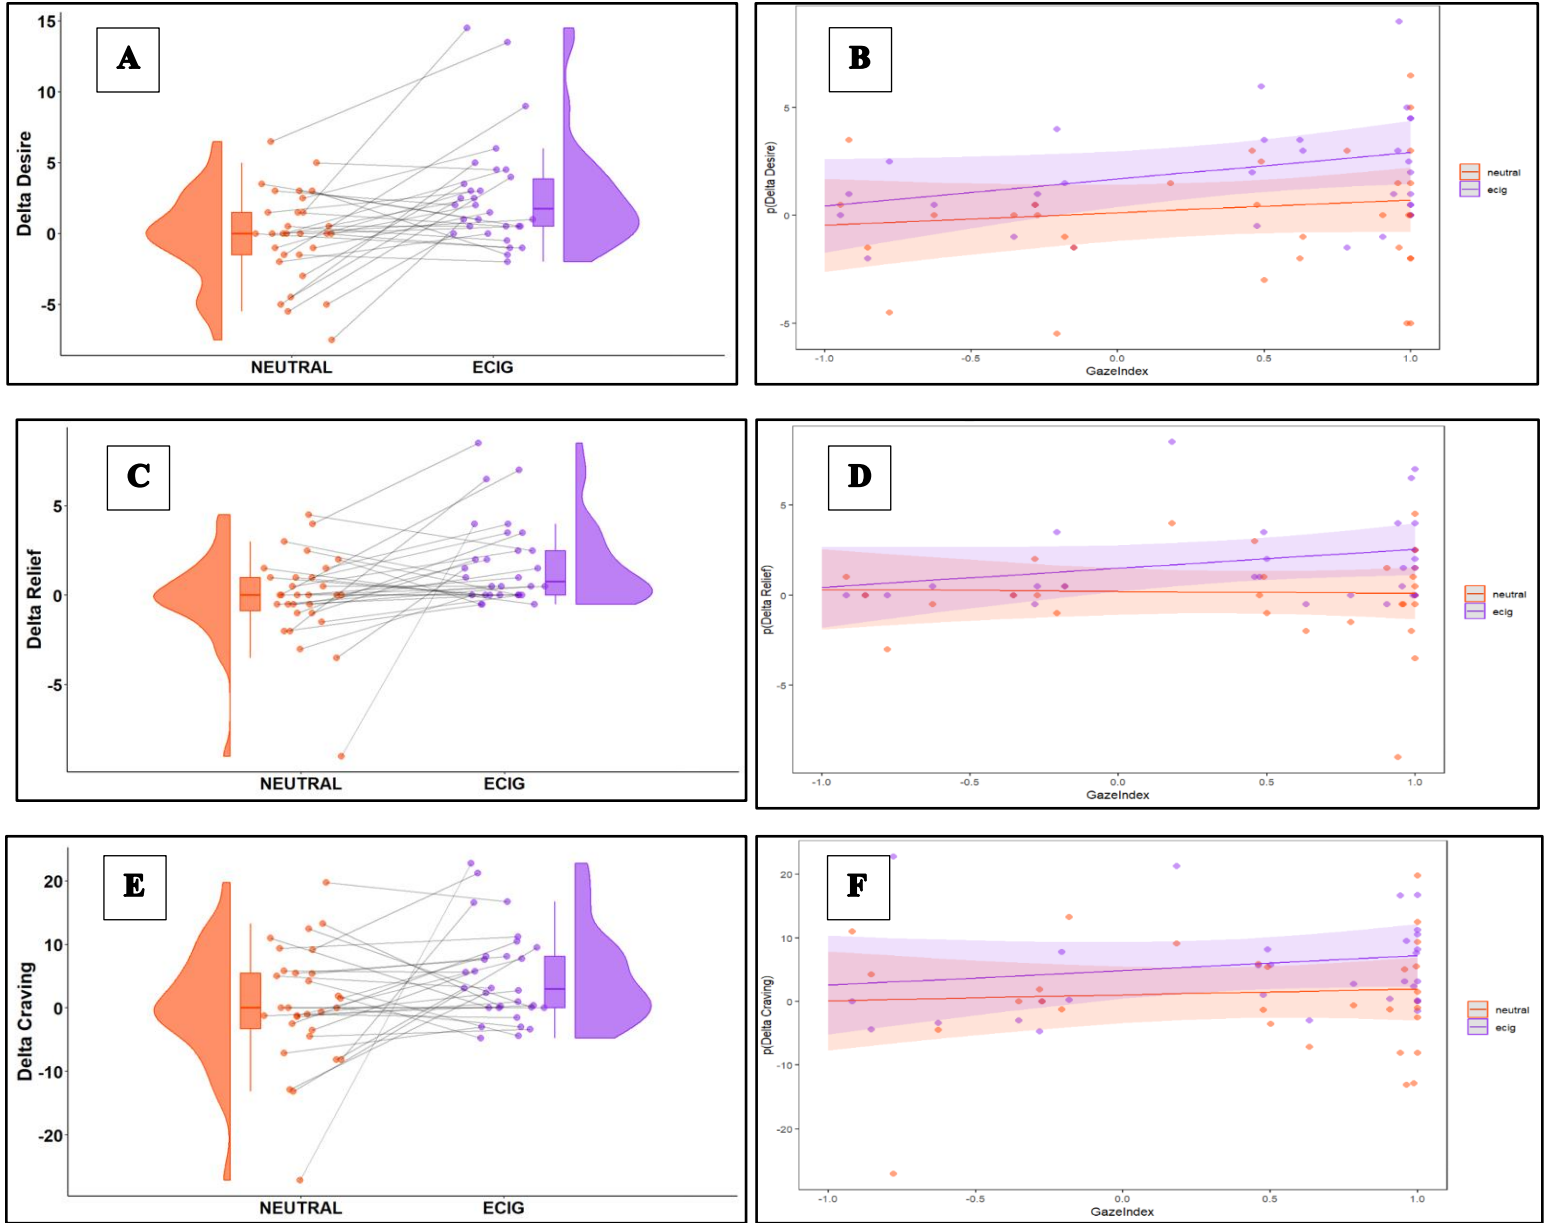 A
Delta Desire
15
10
5
0
-5
NEUTRAL ECIG
B
p(Delta Desire)
5
0
-5
-1.0 -0.5 0.0 0.5 1.0
GazeIndex
neutral
ecig
C
Delta Relief
5
0
-5
NEUTRAL ECIG
D
p(Delta Relief)
5
0
-5
-1.0 -0.5 0.0 0.5 1.0
GazeIndex
neutral
ecig
E
Delta Craving
20
10
0
-10
-20
NEUTRAL ECIG
F
p(Delta Craving)
20
10
0
-10
-20
-1.0 -0.5 0.0 0.5 1.0
GazeIndex
neutral
ecig